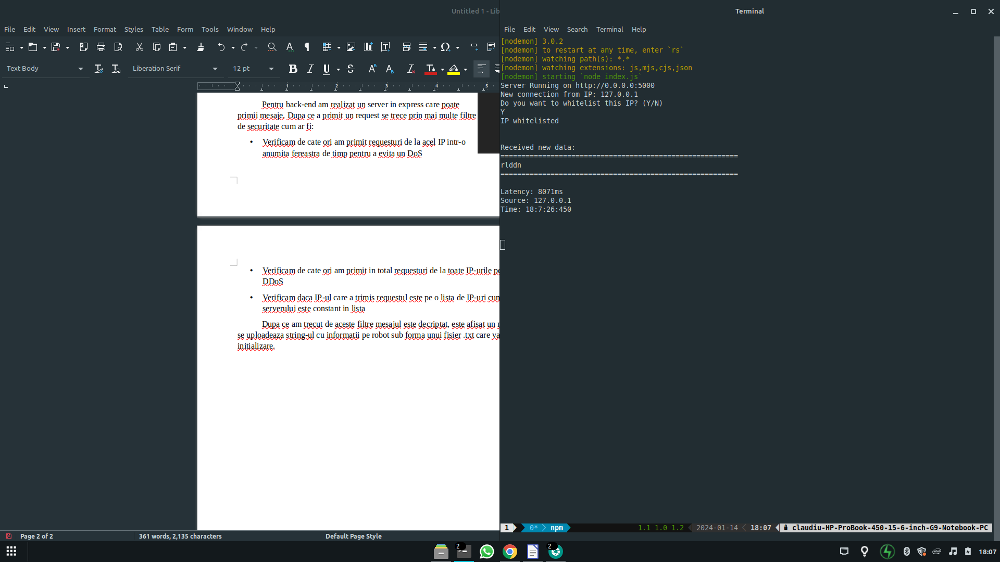 Untitled 1 - Lib
File Edit View Insert Format Styles Table Form Tools Window Help
Text Body Liberation Serif 12 pt
1 2 3 4 5
Pentru back-end am realizat un server in express care poate
primii mesaje. Dupa ce a primit un request se trece prin mai multe filtre
de securitate cum ar fi:
• Verificam de cate ori am primit requesturi de la acel IP intr-o
anumita fereastra de timp pentru a evita un DoS
• Verificam de cate ori am primit in total requesturi de la toate IP-urile pe
DDoS
• Verificam daca IP-ul care a trimis requestul este pe o lista de IP-uri cun
serverului este constant in lista
Dupa ce am trecut de aceste filtre mesajul este decriptat, este afisat un
se uploadeaza string-ul cu informatii pe robot sub forma unui fisier .txt care va
initializare.
Page 2 of 2 361 words, 2,135 characters Default Page Style
Terminal
File Edit View Search Terminal Help
[nodemon] 3.0.2
[nodemon] to restart at any time, enter `rs`
[nodemon] watching path(s): *.*
[nodemon] watching extensions: js,mjs,cjs,json
[nodemon] starting `node index.js`
Server Running on http://0.0.0.0:5000
New connection from IP: 127.0.0.1
Do you want to whitelist this IP? (Y/N)
Y
IP whitelisted
Received new data:
=========================================================
rlddn
=========================================================
Latency: 8071ms
Source: 127.0.0.1
Time: 18:7:26:450
1 0* npm 1.1 1.0 1.2 2024-01-14 18:07 claudiu-HP-ProBook-450-15-6-inch-G9-Notebook-PC
2 2 intel 18:07